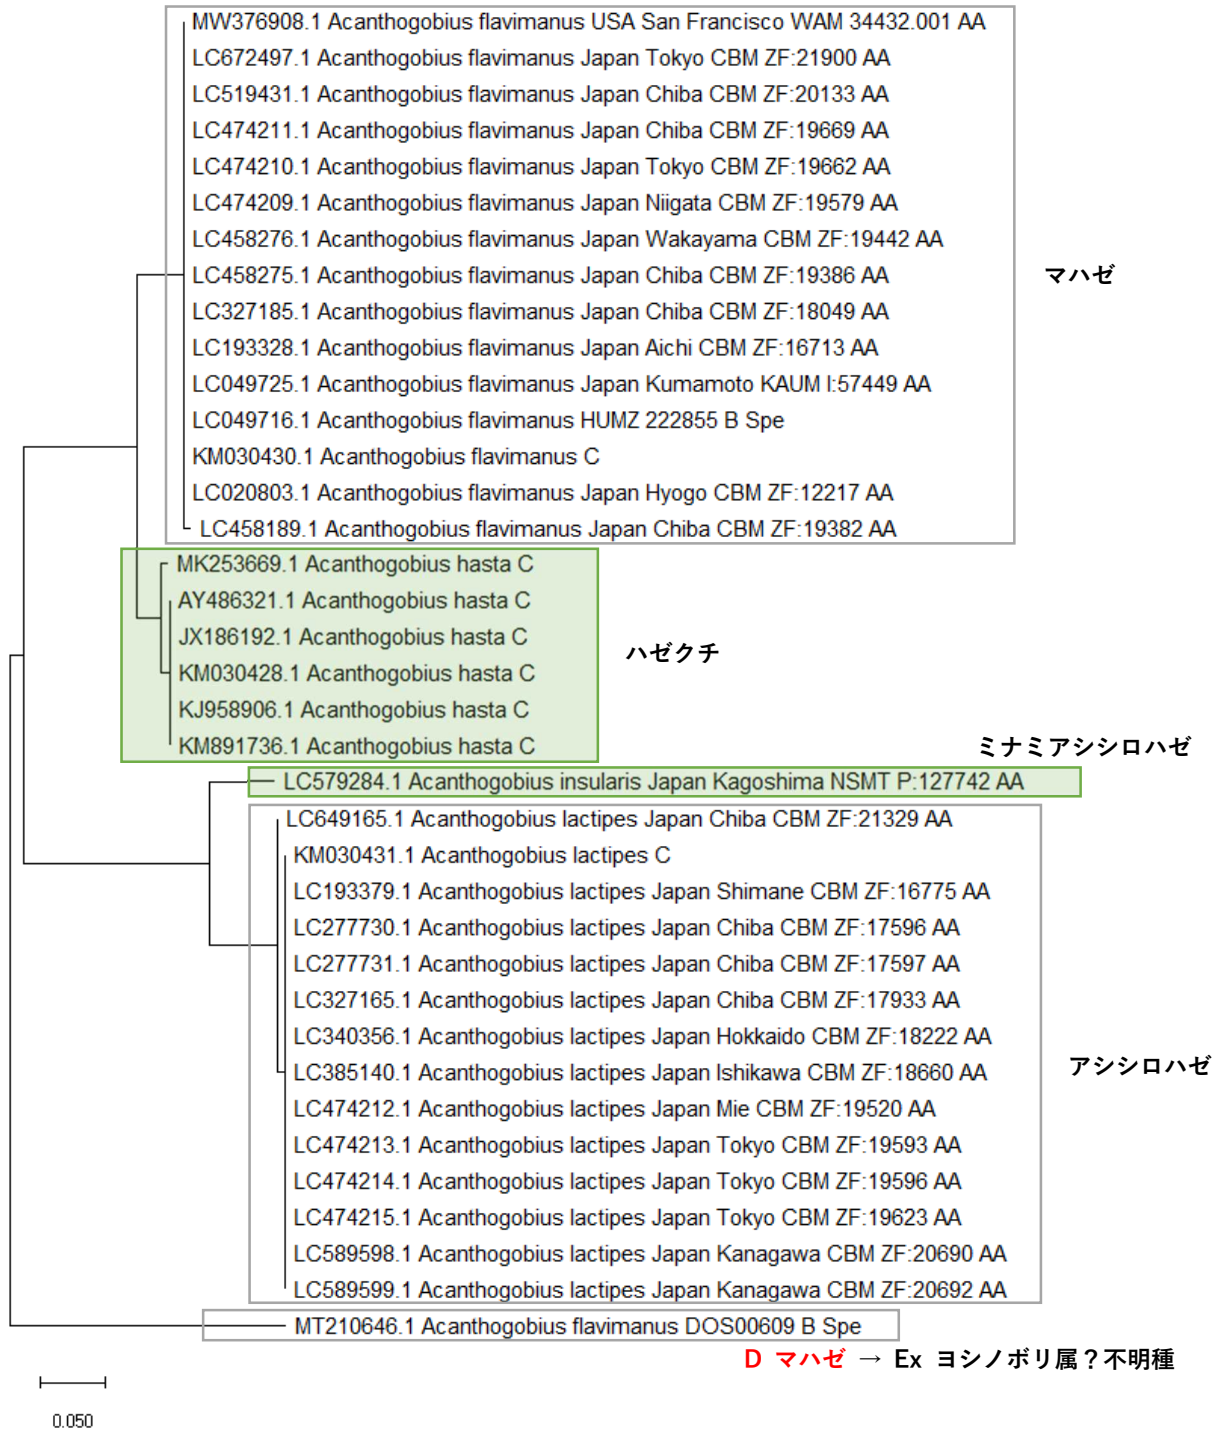 MW376908.1 Acanthogobius flavimanus USA San Francisco WAM 34432.001 AA
LC672497.1 Acanthogobius flavimanus Japan Tokyo CBM ZF:21900 AA
LC519431.1 Acanthogobius flavimanus Japan Chiba CBM ZF:20133 AA
LC474211.1 Acanthogobius flavimanus Japan Chiba CBM ZF:19669 AA
LC474210.1 Acanthogobius flavimanus Japan Tokyo CBM ZF:19662 AA
LC474209.1 Acanthogobius flavimanus Japan Niigata CBM ZF:19579 AA
LC458276.1 Acanthogobius flavimanus Japan Wakayama CBM ZF:19442 AA
LC458275.1 Acanthogobius flavimanus Japan Chiba CBM ZF:19386 AA
マハゼ
LC327185.1 Acanthogobius flavimanus Japan Chiba CBM ZF:18049 AA
LC193328.1 Acanthogobius flavimanus Japan Aichi CBM ZF:16713 AA
LC049725.1 Acanthogobius flavimanus Japan Kumamoto KAUM I:57449 AA
LC049716.1 Acanthogobius flavimanus HUMZ 222855 B Spe
KM030430.1 Acanthogobius flavimanus C
LC020803.1 Acanthogobius flavimanus Japan Hyogo CBM ZF:12217 AA
LC458189.1 Acanthogobius flavimanus Japan Chiba CBM ZF:19382 AA
MK253669.1 Acanthogobius hasta C
AY486321.1 Acanthogobius hasta C
JX186192.1 Acanthogobius hasta C
ハゼクチ
KM030428.1 Acanthogobius hasta C
KJ958906.1 Acanthogobius hasta C
KM891736.1 Acanthogobius hasta C
ミナミアシシロハゼ
LC579284.1 Acanthogobius insularis Japan Kagoshima NSMT P:127742 AA
LC649165.1 Acanthogobius lactipes Japan Chiba CBM ZF:21329 AA
KM030431.1 Acanthogobius lactipes C
LC193379.1 Acanthogobius lactipes Japan Shimane CBM ZF:16775 AA
LC277730.1 Acanthogobius lactipes Japan Chiba CBM ZF:17596 AA
LC277731.1 Acanthogobius lactipes Japan Chiba CBM ZF:17597 AA
LC327165.1 Acanthogobius lactipes Japan Chiba CBM ZF:17933 AA
LC340356.1 Acanthogobius lactipes Japan Hokkaido CBM ZF:18222 AA
LC385140.1 Acanthogobius lactipes Japan Ishikawa CBM ZF:18660 AA
アシシロハゼ
LC474212.1 Acanthogobius lactipes Japan Mie CBM ZF:19520 AA
LC474213.1 Acanthogobius lactipes Japan Tokyo CBM ZF:19593 AA
LC474214.1 Acanthogobius lactipes Japan Tokyo CBM ZF:19596 AA
LC474215.1 Acanthogobius lactipes Japan Tokyo CBM ZF:19623 AA
LC589598.1 Acanthogobius lactipes Japan Kanagawa CBM ZF:20690 AA
LC589599.1 Acanthogobius lactipes Japan Kanagawa CBM ZF:20692 AA
MT210646.1 Acanthogobius flavimanus DOS00609 B Spe
D マハゼ → Ex ヨシノボリ属？不明種
0.050